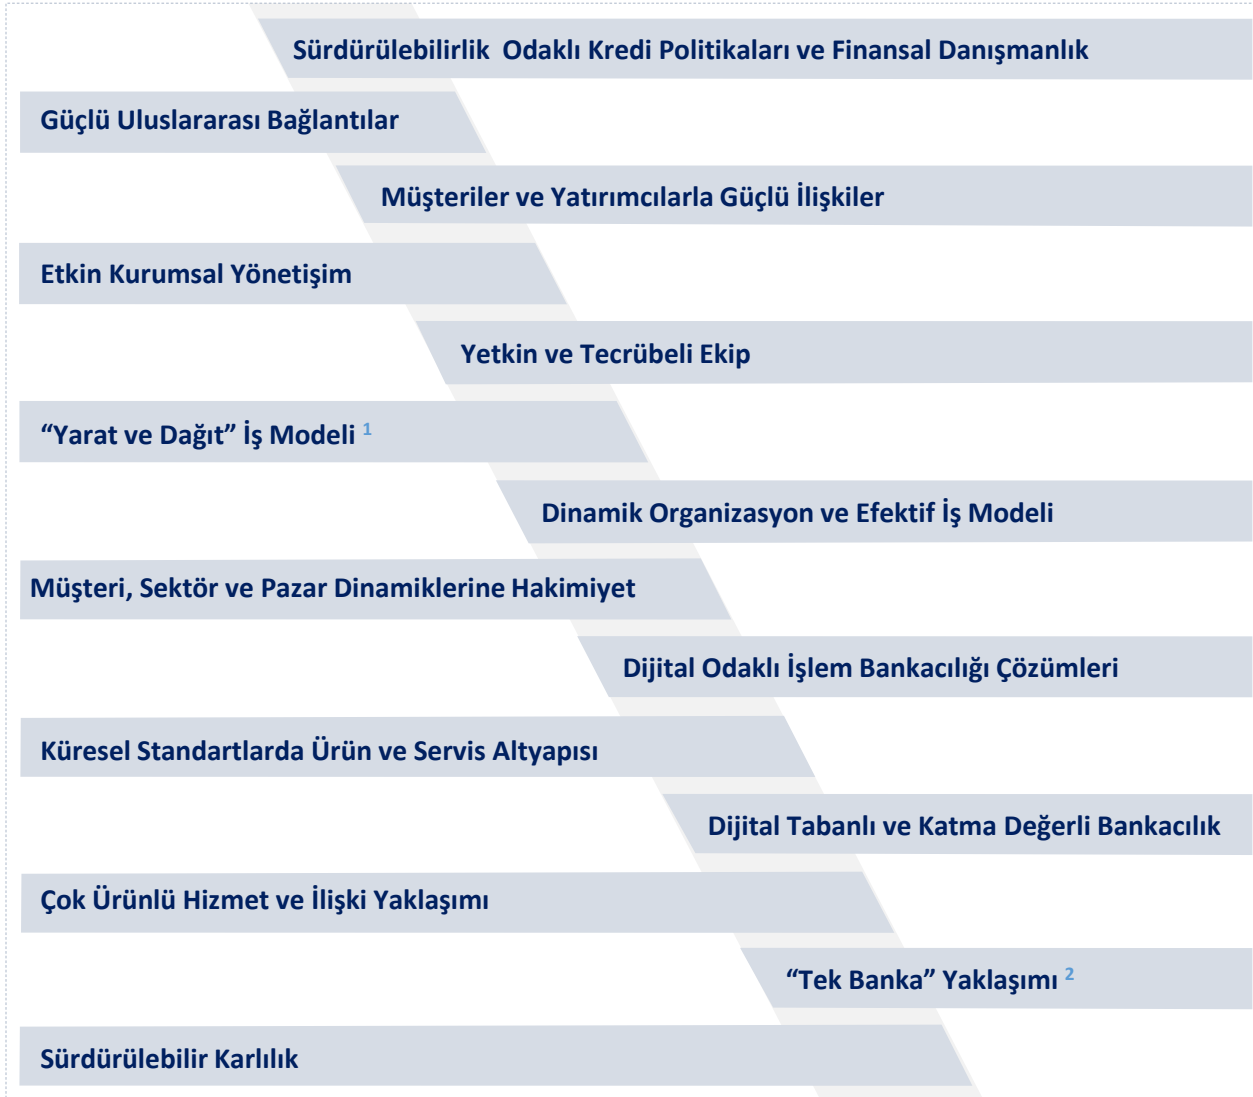 Sürdürülebilirlik Odaklı Kredi Politikaları ve Finansal Danışmanlık
Güçlü Uluslararası Bağlantılar
Müşteriler ve Yatırımcılarla Güçlü İlişkiler
Etkin Kurumsal Yönetişim
Yetkin ve Tecrübeli Ekip
“Yarat ve Dağıt” İş Modeli 1
Dinamik Organizasyon ve Efektif İş Modeli
Müşteri, Sektör ve Pazar Dinamiklerine Hakimiyet
Dijital Odaklı İşlem Bankacılığı Çözümleri
Küresel Standartlarda Ürün ve Servis Altyapısı
Dijital Tabanlı ve Katma Değerli Bankacılık
Çok Ürünlü Hizmet ve İlişki Yaklaşımı
“Tek Banka” Yaklaşımı 2
Sürdürülebilir Karlılık